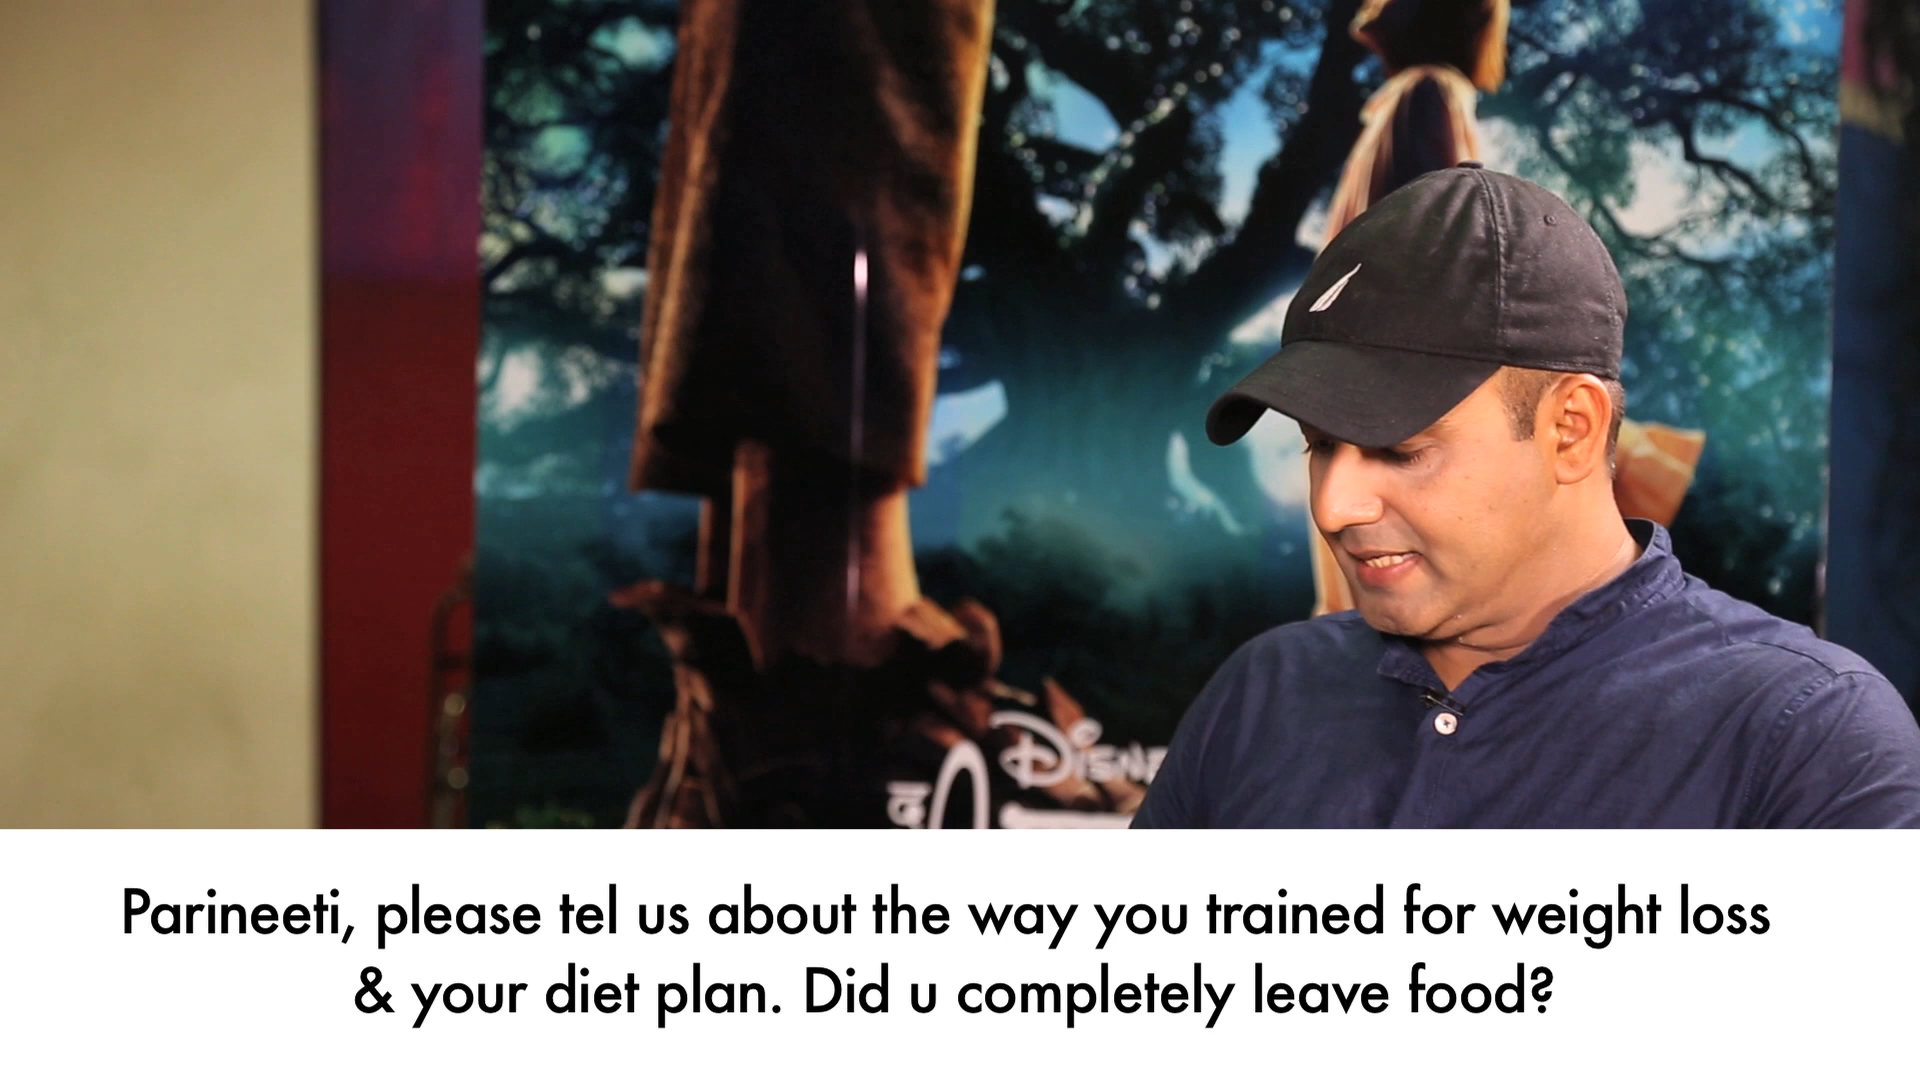 Disne
Parineeti, please tel us about the way you trained for weight loss
& your diet plan. Did u completely leave food?